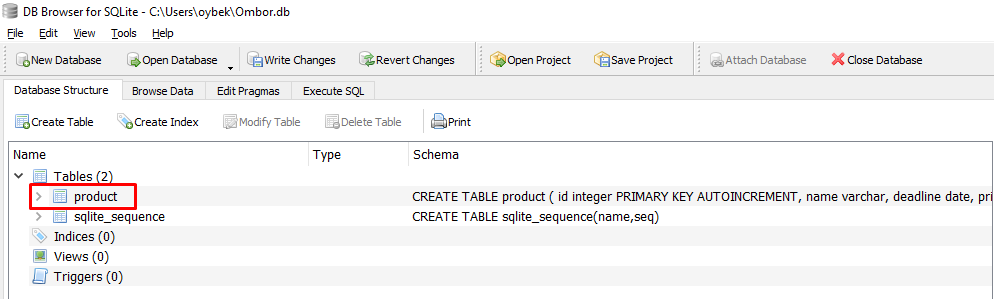 DB Browser for SQLite - C:\Users\oybek\Ombor.db
File Edit View Tools Help
New Database Open Database Write Changes Revert Changes Open Project Save Project Attach Database Close Database
Database Structure Browse Data Edit Pragmas Execute SQL
Create Table Create Index Modify Table Delete Table Print
Name Type Schema
Tables (2)
product CREATE TABLE product ( id integer PRIMARY KEY AUTOINCREMENT, name varchar, deadline date, pri
sqlite_sequence CREATE TABLE sqlite_sequence(name,seq)
Indices (0)
Views (0)
Triggers (0)